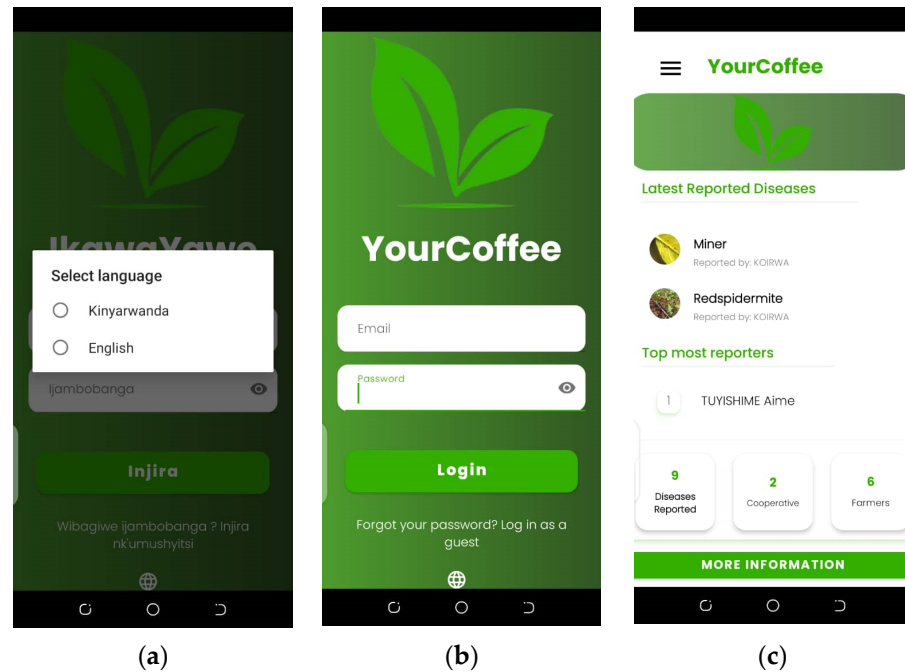 IkawaYawe
Select language
Kinyarwanda
English
Ijambobanga
Injira
Wibagiwe ijambobanga ? Injira
nk'umushyitsi
(a)
YourCoffee
Email
Password
Login
Forgot your password? Log in as a
guest
(b)
YourCoffee
Latest Reported Diseases
Miner
Reported by: KOIRWA
Redspidermite
Reported by: KOIRWA
Top most reporters
1 TUYISHIME Aime
9
Diseases
Reported
2
Cooperative
6
Farmers
MORE INFORMATION
(c)